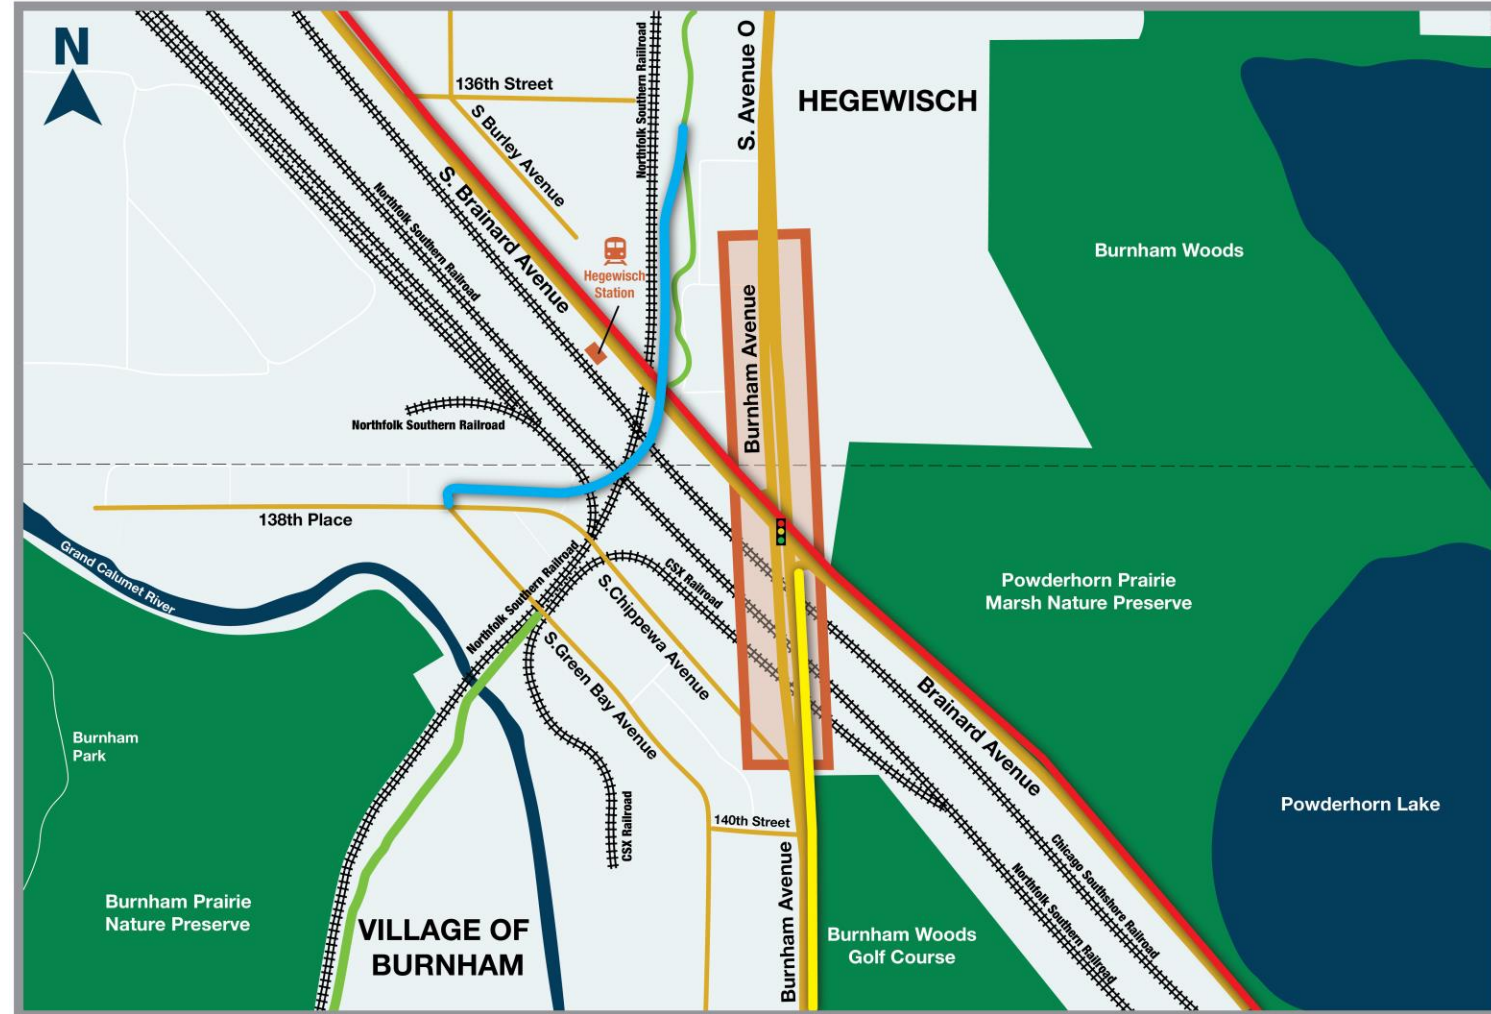 N
136th Street
S Burley Avenue
Northfolk Southern Railroad
S. Avenue O
HEGEWISCH
S. Brainard Avenue
Northfolk Southern Railroad
Hegewisch
Station
Burnham Woods
Burnham Avenue
Northfolk Southern Railroad
138th Place
Grand Calumet River
Northfolk Southern Railroad
CSX Railroad
S.Chippewa Avenue
S.Green Bay Avenue
Powderhorn Prairie
Marsh Nature Preserve
Brainard Avenue
Burnham
Park
CSX Railroad
140th Street
Powderhorn Lake
Burnham Avenue
Chicago Southshore Railroad
Northfolk Southern Railroad
Burnham Prairie
Nature Preserve
VILLAGE OF
BURNHAM
Burnham Woods
Golf Course